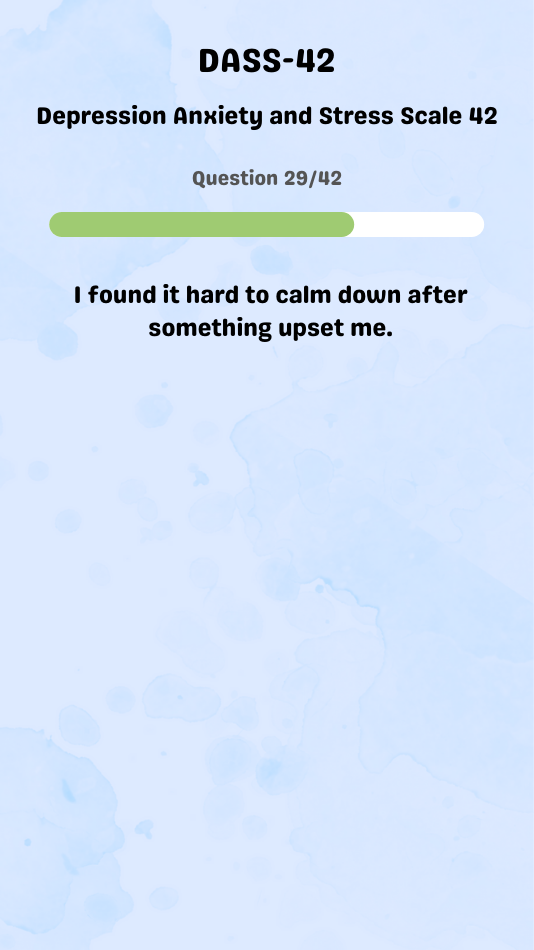 DASS-42
Depression Anxiety and Stress Scale 42
Question 29/42
I found it hard to calm down after
something upset me.